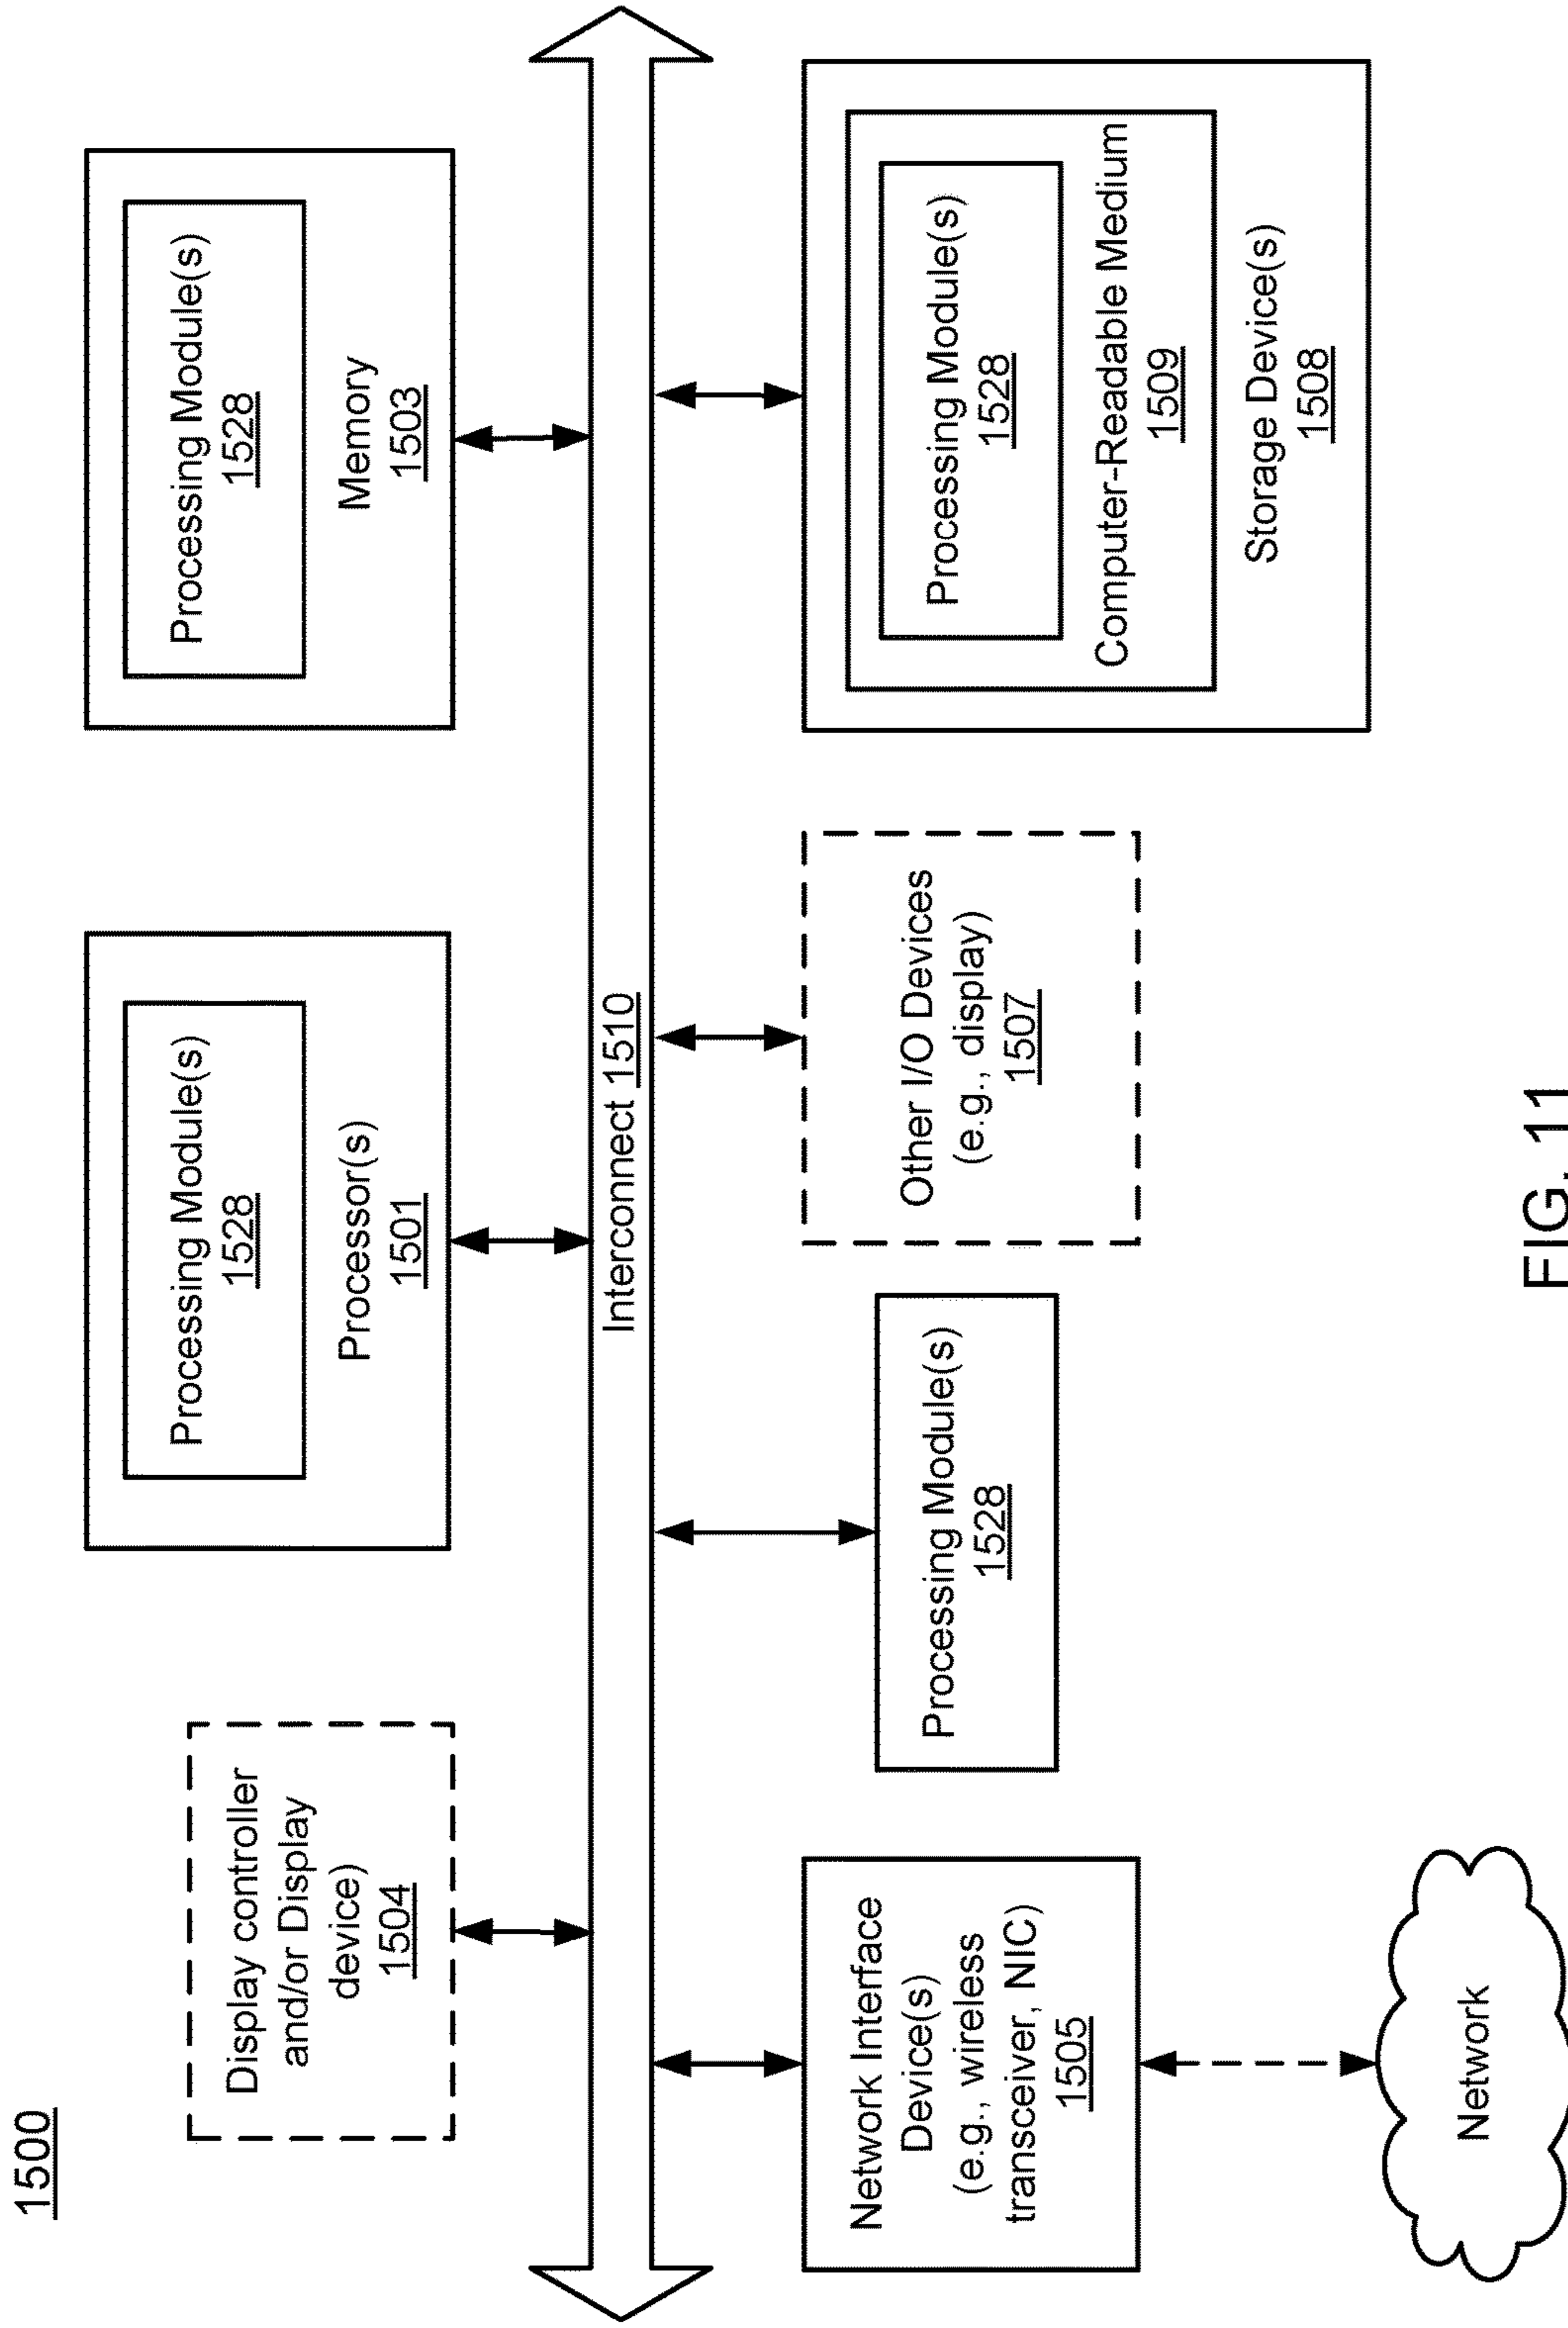 1500
Display controller
and/or Display
device)
1504
Processing Module(s)
1528
Processor(s)
1501
Processing Module(s)
1528
Memory
1503
Interconnect 1510
Network Interface
Device(s)
(e.g., wireless
transceiver, NIC)
1505
Processing Module(s)
1528
Other I/O Devices
(e.g., display)
1507
Processing Module(s)
1528
Computer-Readable Medium
1509
Storage Device(s)
1508
Network
FIG. 11